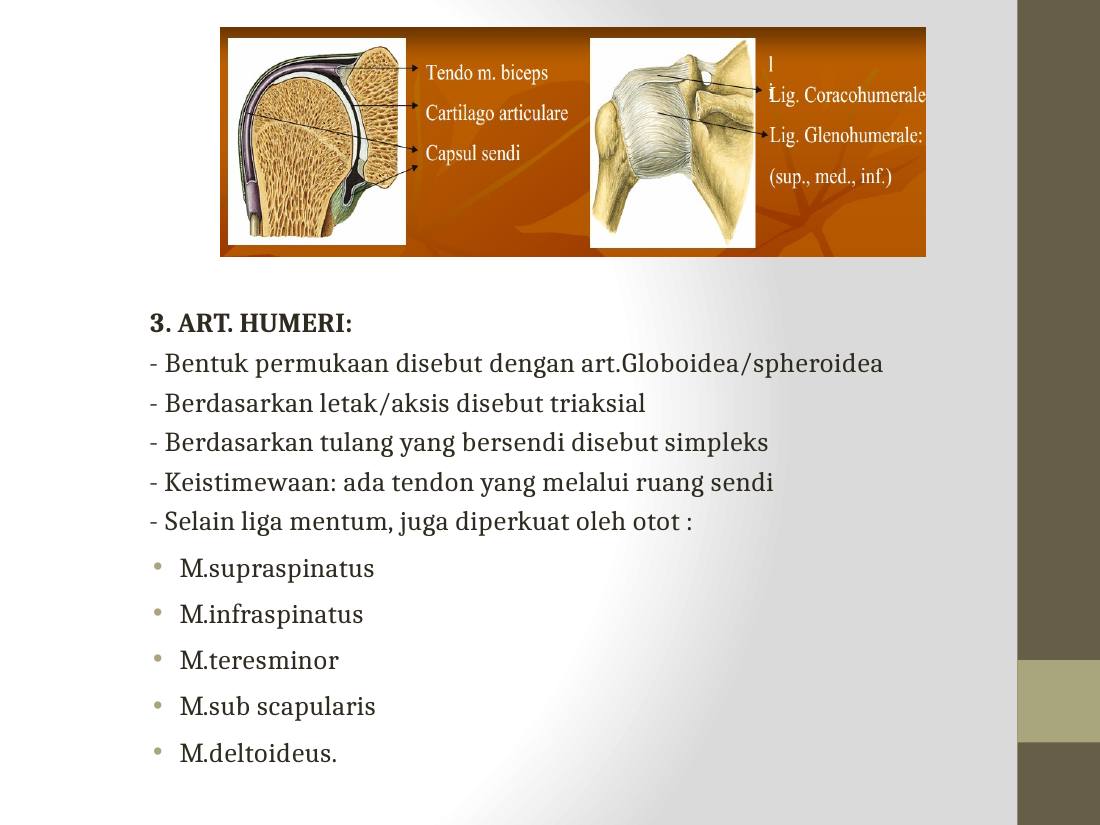 Tendo m. biceps
Cartilago articulare
Capsul sendi
l
i
Lig. Coracohumerale
Lig. Glenohumerale:
(sup., med., inf.)
3. ART. HUMERI:
- Bentuk permukaan disebut dengan art.Globoidea/spheroidea
- Berdasarkan letak/aksis disebut triaksial
- Berdasarkan tulang yang bersendi disebut simpleks
- Keistimewaan: ada tendon yang melalui ruang sendi
- Selain liga mentum, juga diperkuat oleh otot :
• M.supraspinatus
• M.infraspinatus
• M.teresminor
• M.sub scapularis
• M.deltoideus.